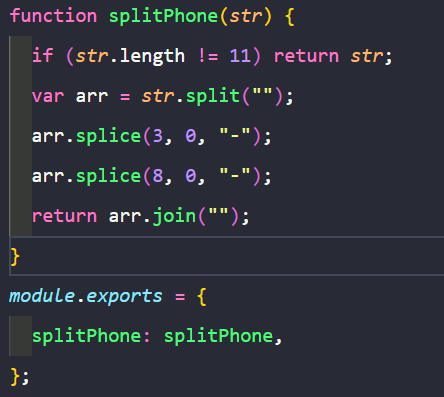 function splitPhone(str) {
if (str.length != 11) return str;
var arr = str.split("");
arr.splice(3, 0, "-");
arr.splice(8, 0, "-");
return arr.join("");
}
module.exports = {
splitPhone: splitPhone,
};